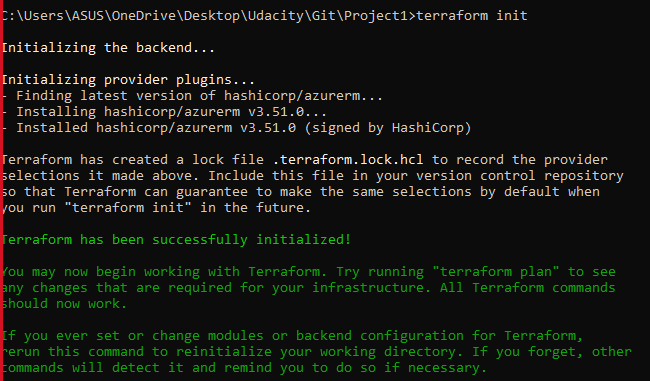 C:\Users\ASUS\OneDrive\Desktop\Udacity\Git\Project1>terraform init
Initializing the backend...
Initializing provider plugins...
- Finding latest version of hashicorp/azurerm...
- Installing hashicorp/azurerm v3.51.0...
- Installed hashicorp/azurerm v3.51.0 (signed by HashiCorp)
Terraform has created a lock file .terraform.lock.hcl to record the provider
selections it made above. Include this file in your version control repository
so that Terraform can guarantee to make the same selections by default when
you run "terraform init" in the future.
Terraform has been successfully initialized!
You may now begin working with Terraform. Try running "terraform plan" to see
any changes that are required for your infrastructure. All Terraform commands
should now work.
If you ever set or change modules or backend configuration for Terraform,
rerun this command to reinitialize your working directory. If you forget, other
commands will detect it and remind you to do so if necessary.